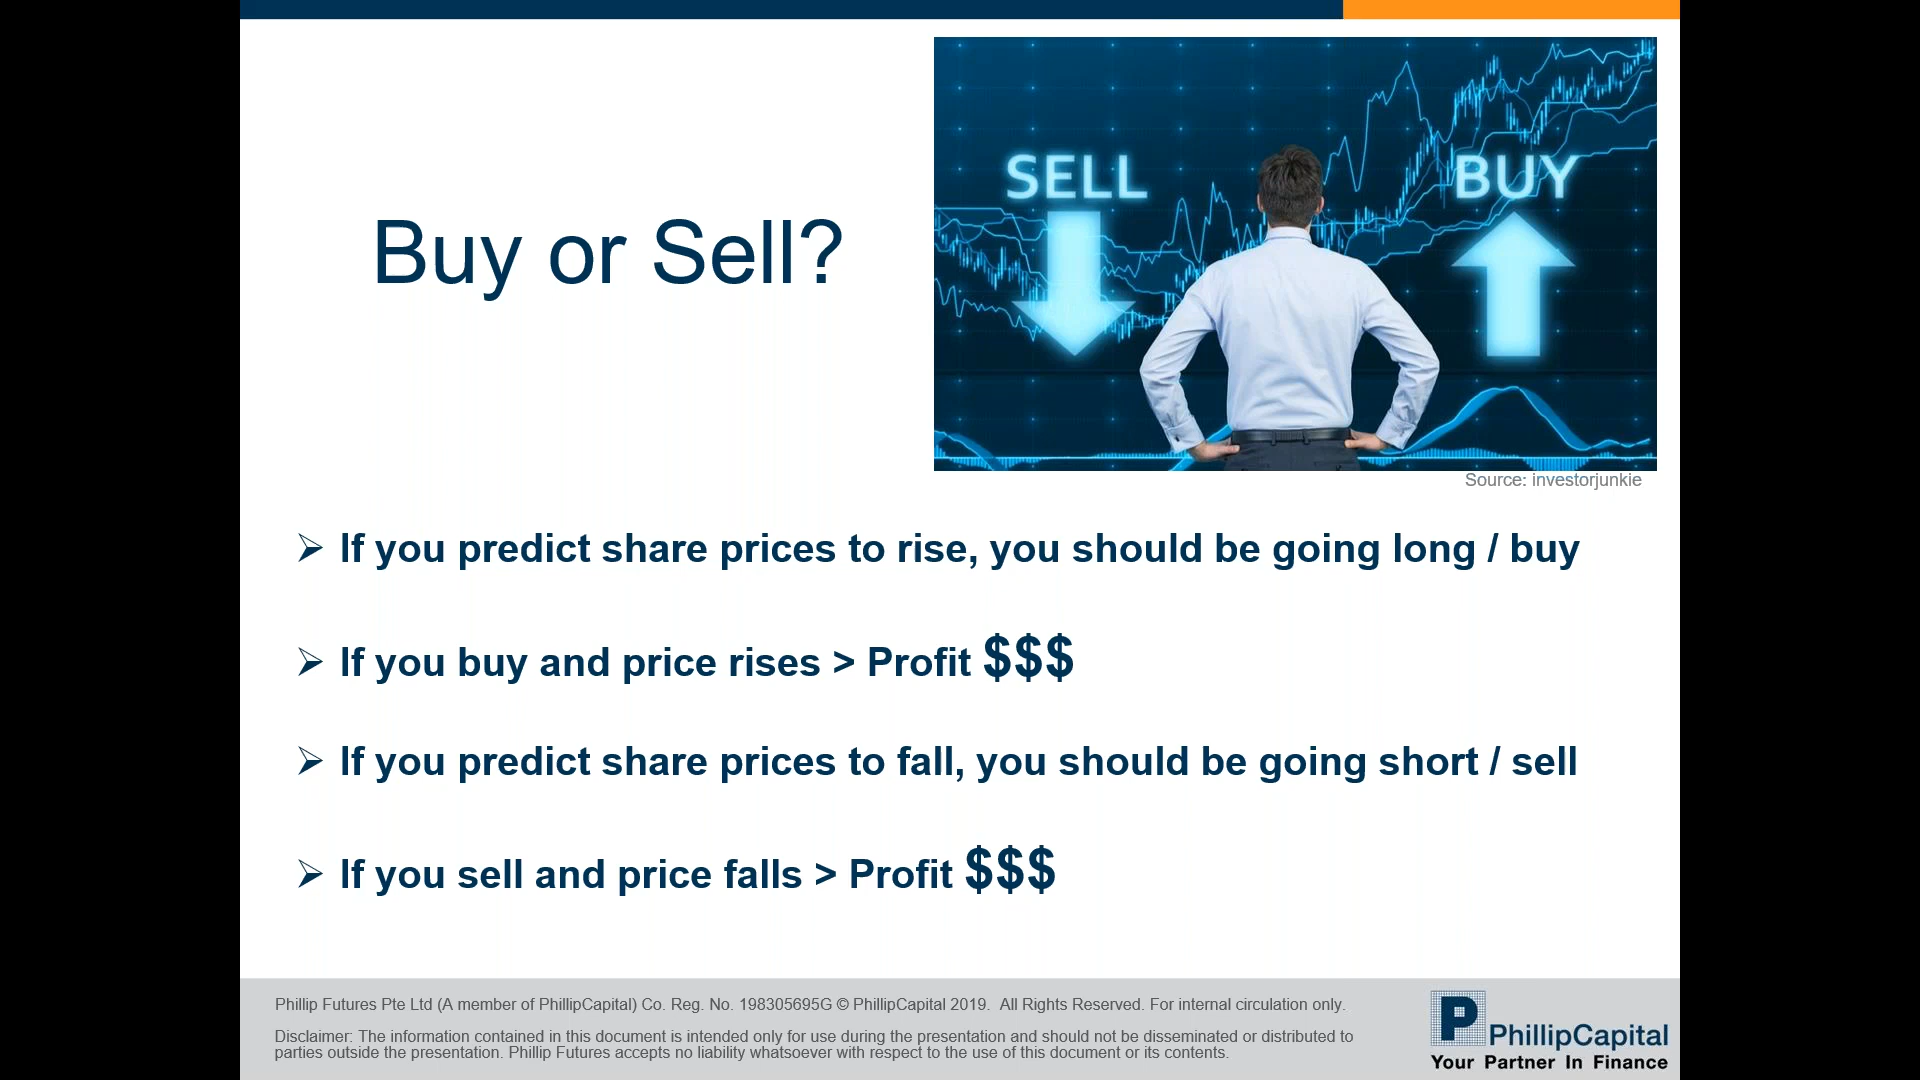 SELL
BUY
Buy or Sell?
Source: investorjunkie
➢ If you predict share prices to rise, you should be going long / buy
➢ If you buy and price rises > Profit $$$
➢ If you predict share prices to fall, you should be going short / sell
➢ If you sell and price falls > Profit $$$
Phillip Futures Pte Ltd (A member of PhillipCapital) Co. Reg. No. 198305695G © PhillipCapital 2019.  All Rights Reserved. For internal circulation only.
Disclaimer: The information contained in this document is intended only for use during the presentation and should not be disseminated or distributed to
parties outside the presentation. Phillip Futures accepts no liability whatsoever with respect to the use of this document or its contents.
P
PhillipCapital
Your Partner In Finance